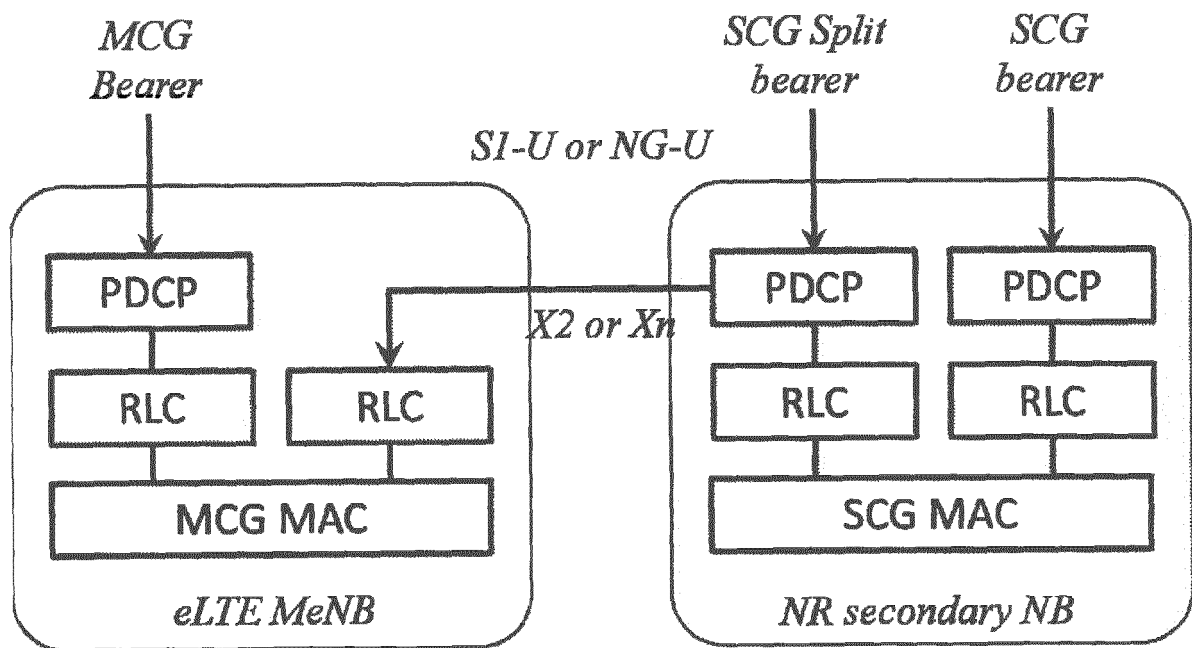 MCG
Bearer
SCG Split
bearer
SCG
bearer
S1-U or NG-U
PDCP
PDCP
PDCP
X2 or Xn
RLC
RLC
RLC
RLC
MCG MAC
SCG MAC
eLTE MeNB
NR secondary NB